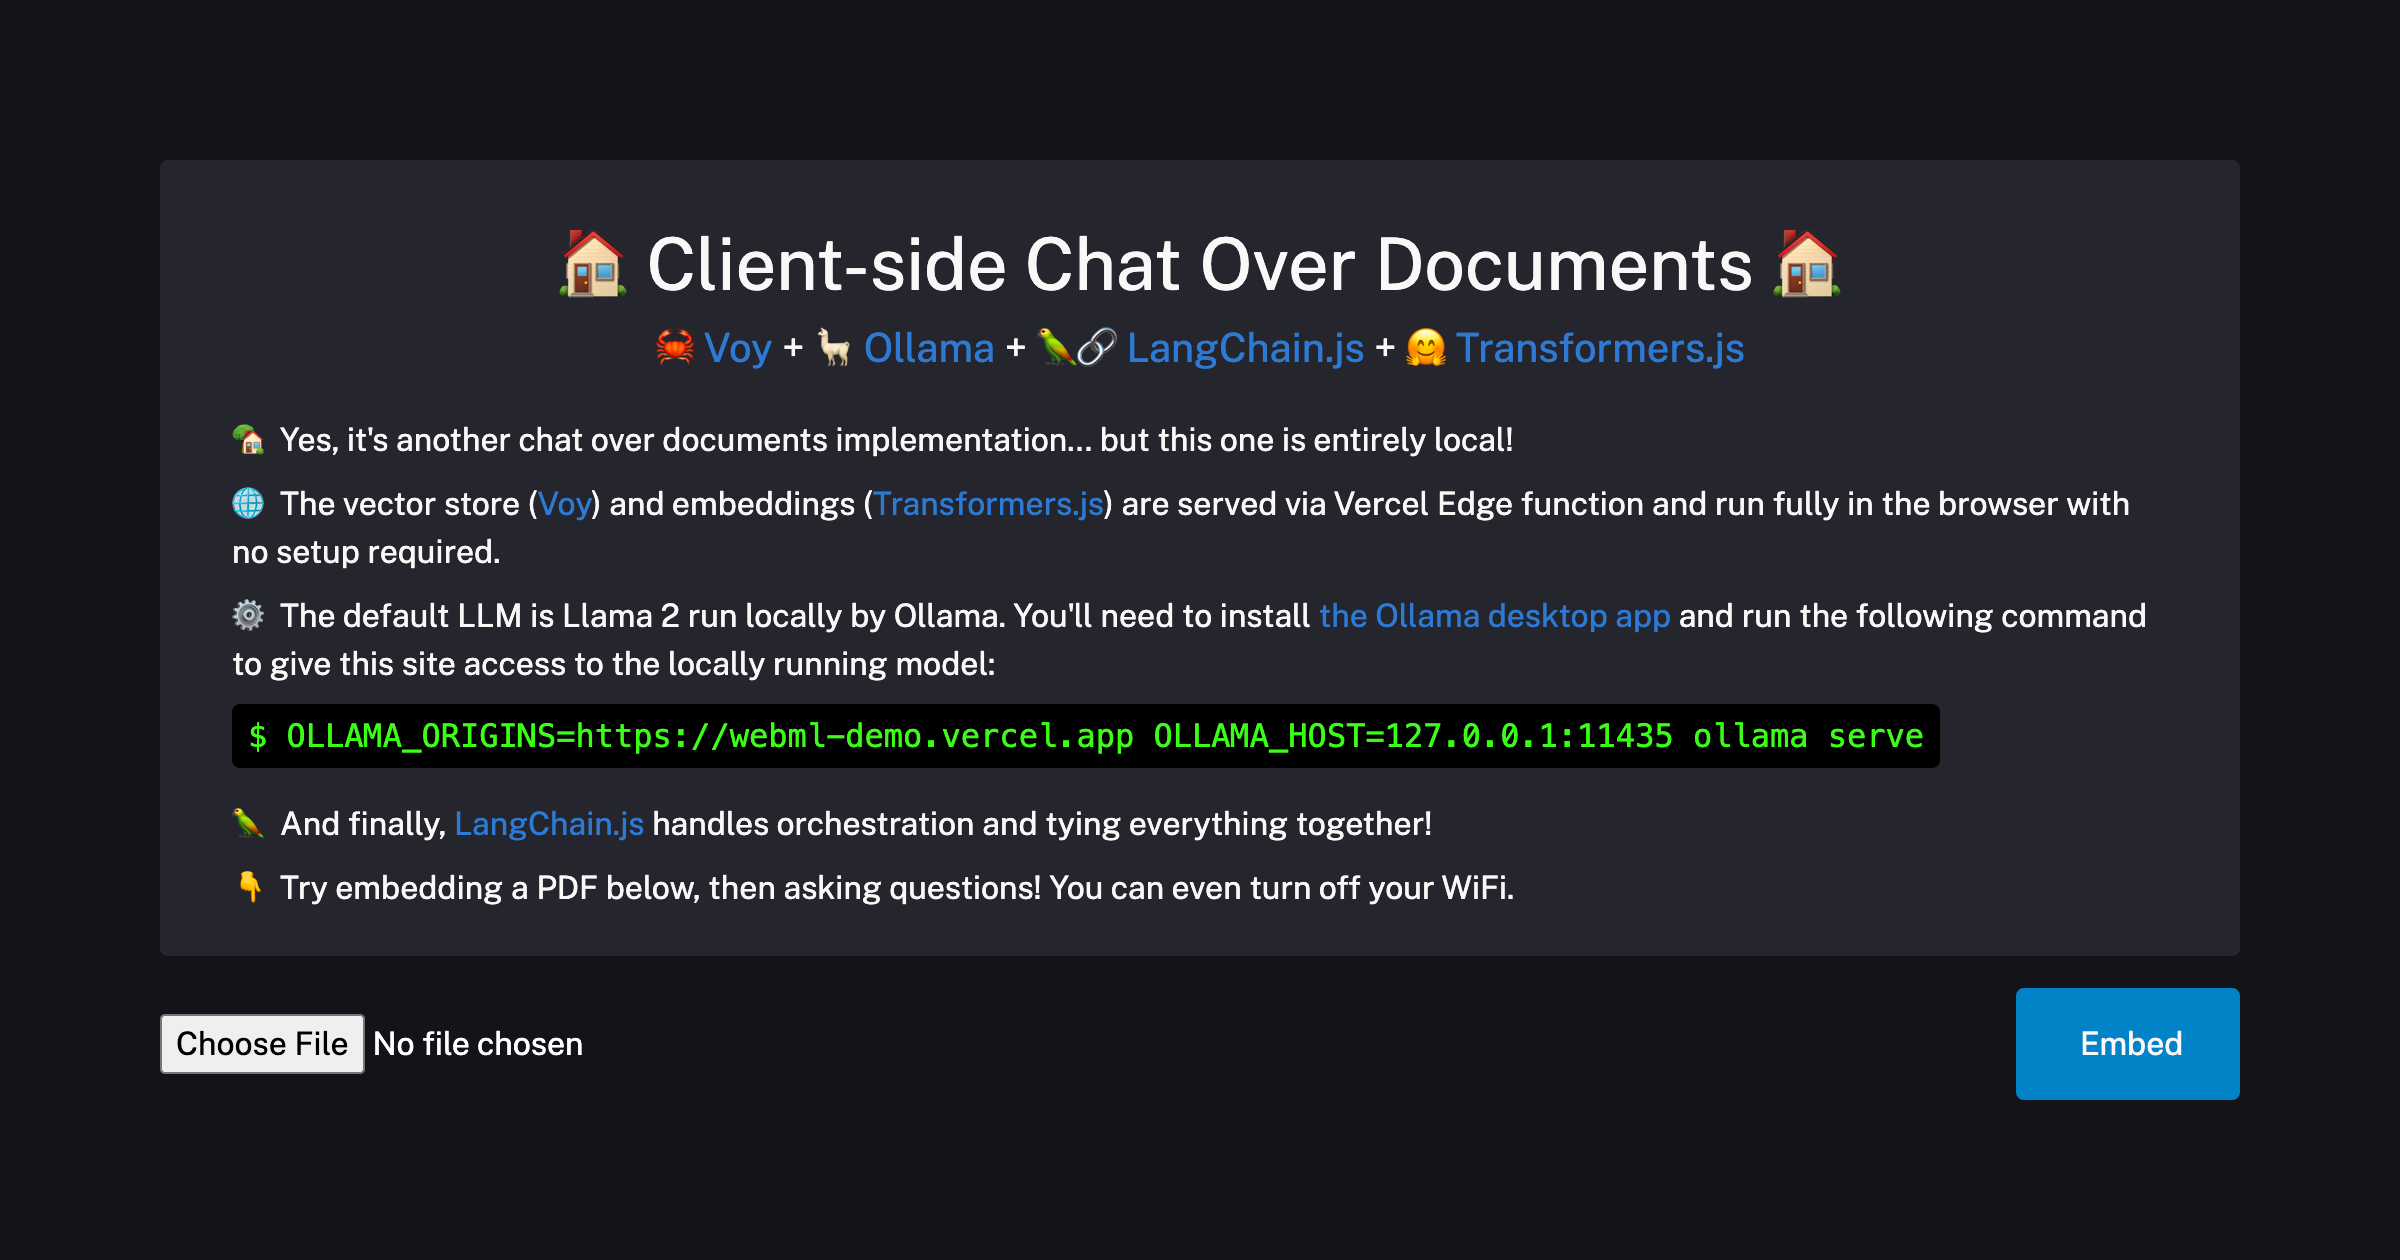 🏠 Client-side Chat Over Documents 🏠
🦀 Voy + 🦙 Ollama + 🦜🔗 LangChain.js + 🤗 Transformers.js
🏡 Yes, it's another chat over documents implementation... but this one is entirely local!
🌐 The vector store (Voy) and embeddings (Transformers.js) are served via Vercel Edge function and run fully in the browser with
no setup required.
⚙️ The default LLM is Llama 2 run locally by Ollama. You'll need to install the Ollama desktop app and run the following command
to give this site access to the locally running model:
$ OLLAMA_ORIGINS=https://webml-demo.vercel.app OLLAMA_HOST=127.0.0.1:11435 ollama serve
🦜 And finally, LangChain.js handles orchestration and tying everything together!
👇 Try embedding a PDF below, then asking questions! You can even turn off your WiFi.
Choose File No file chosen
Embed